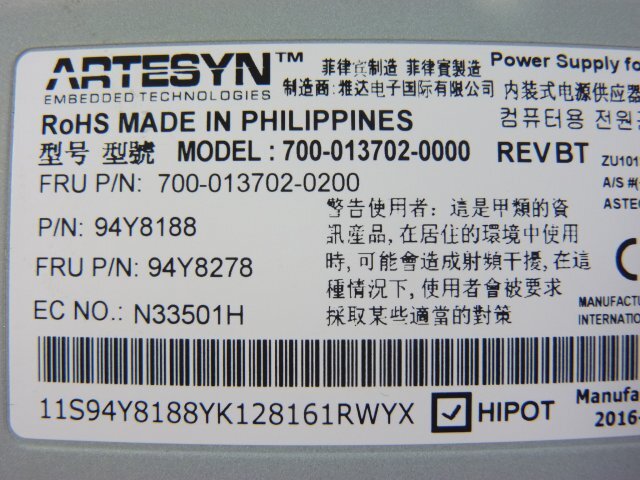 ARTESYN™ 菲律宾制造 菲律賓製造 Power Supply fo
EMBEDDED TECHNOLOGIES 制造商: 雅达电子国际有限公司 内装式电源供应器
RoHS MADE IN PHILIPPINES 컴퓨터용 전원
型号 型號 MODEL : 700-013702-0000 REV BT ZU101
FRU P/N: 700-013702-0200 A/S #(
ASTEC
P/N: 94Y8188
FRU P/N: 94Y8278
EC NO.: N33501H
警告使用者: 這是甲類的資
訊產品, 在居住的環境中使用
時, 可能會造成射頻干擾, 在這
種情況下, 使用者會被要求
採取某些適當的對策
MANUFACTU
INTERNATIO
11S94Y8188YK128161RWYX ☑ HIPOT Manufa
2016-